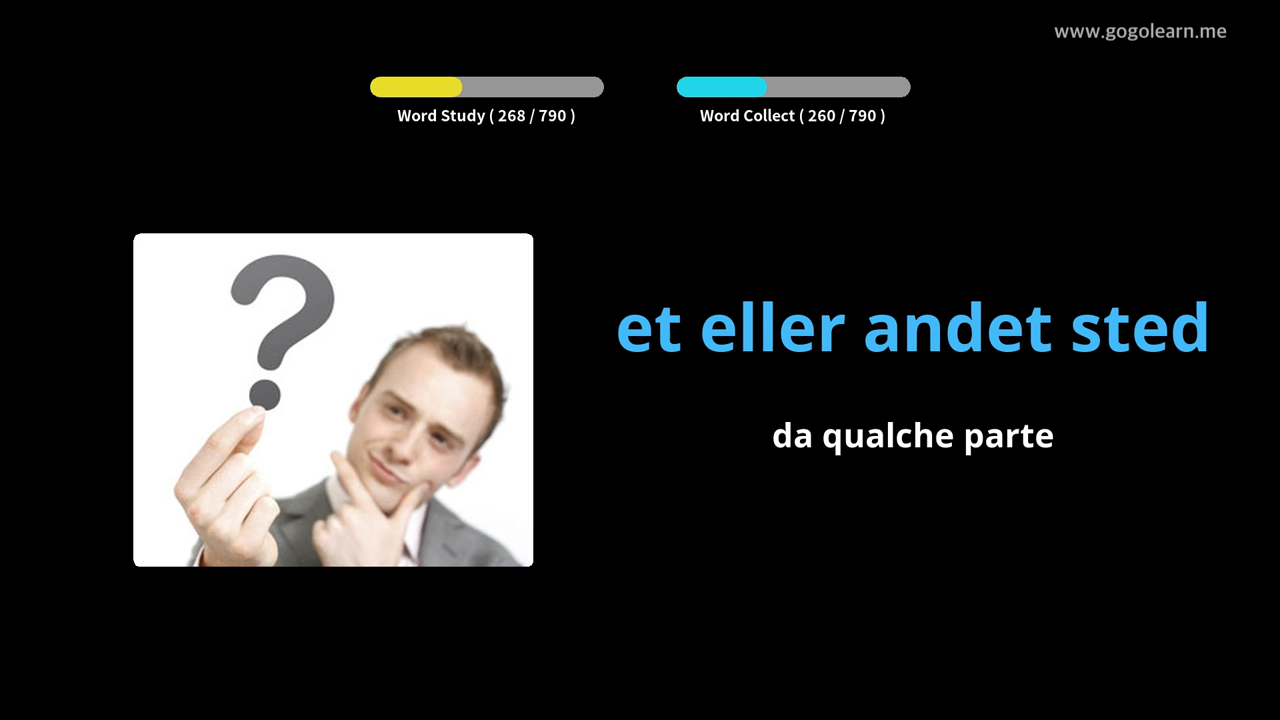 www.gogolearn.me
Word Study ( 268 / 790 )
Word Collect ( 260 / 790 )
et eller andet sted
da qualche parte